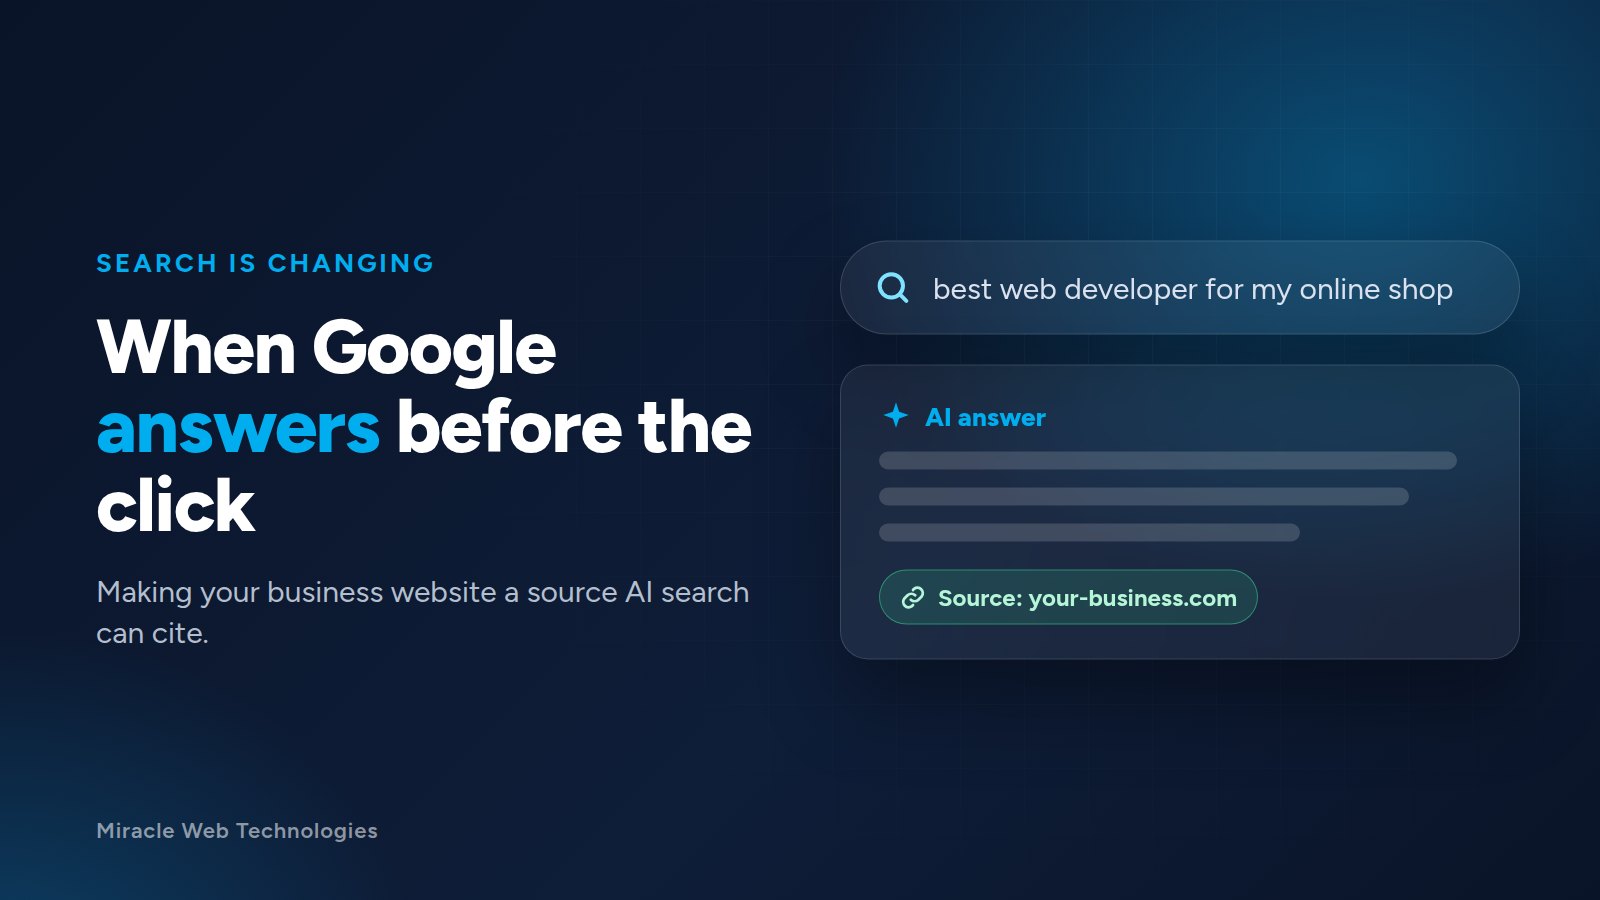 SEARCH IS CHANGING
When Google
answers before the
click
Making your business website a source AI search
can cite.
Miracle Web Technologies
best web developer for my online shop
AI answer
Source: your-business.com